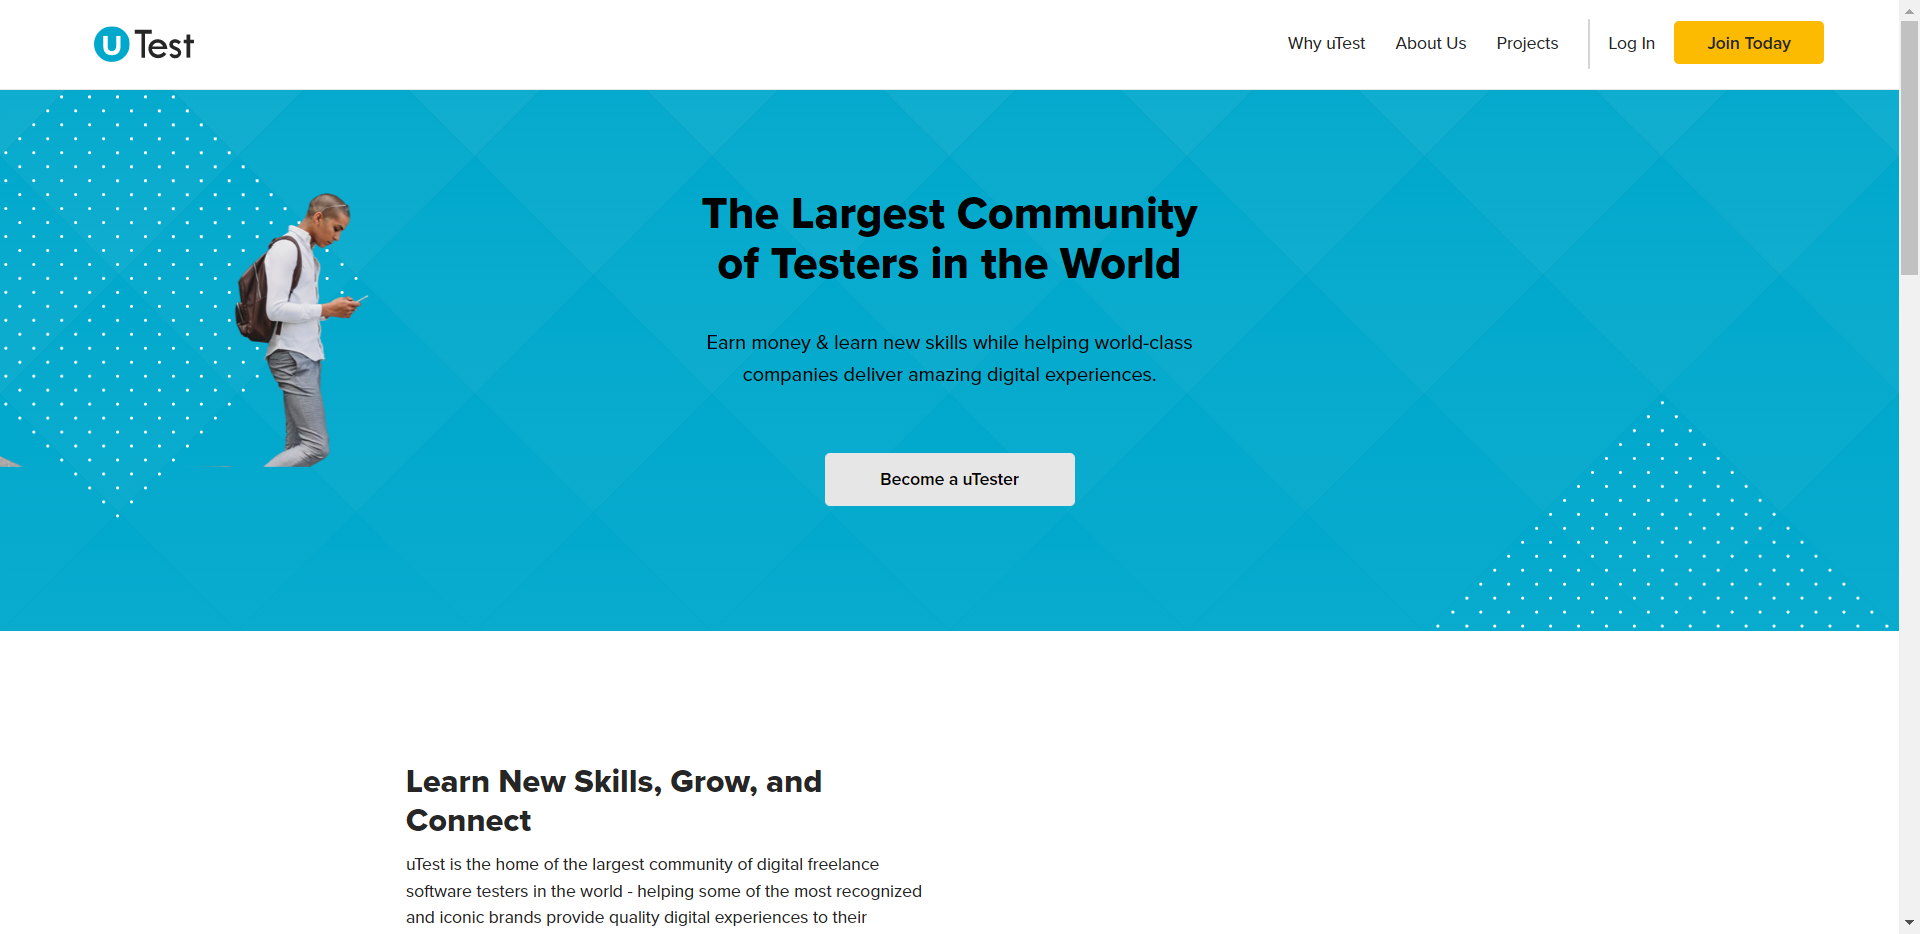 uTest
Why uTest
About Us
Projects
Log In
Join Today
The Largest Community
of Testers in the World
Earn money & learn new skills while helping world-class
companies deliver amazing digital experiences.
Become a uTester
Learn New Skills, Grow, and
Connect
uTest is the home of the largest community of digital freelance
software testers in the world - helping some of the most recognized
and iconic brands provide quality digital experiences to their